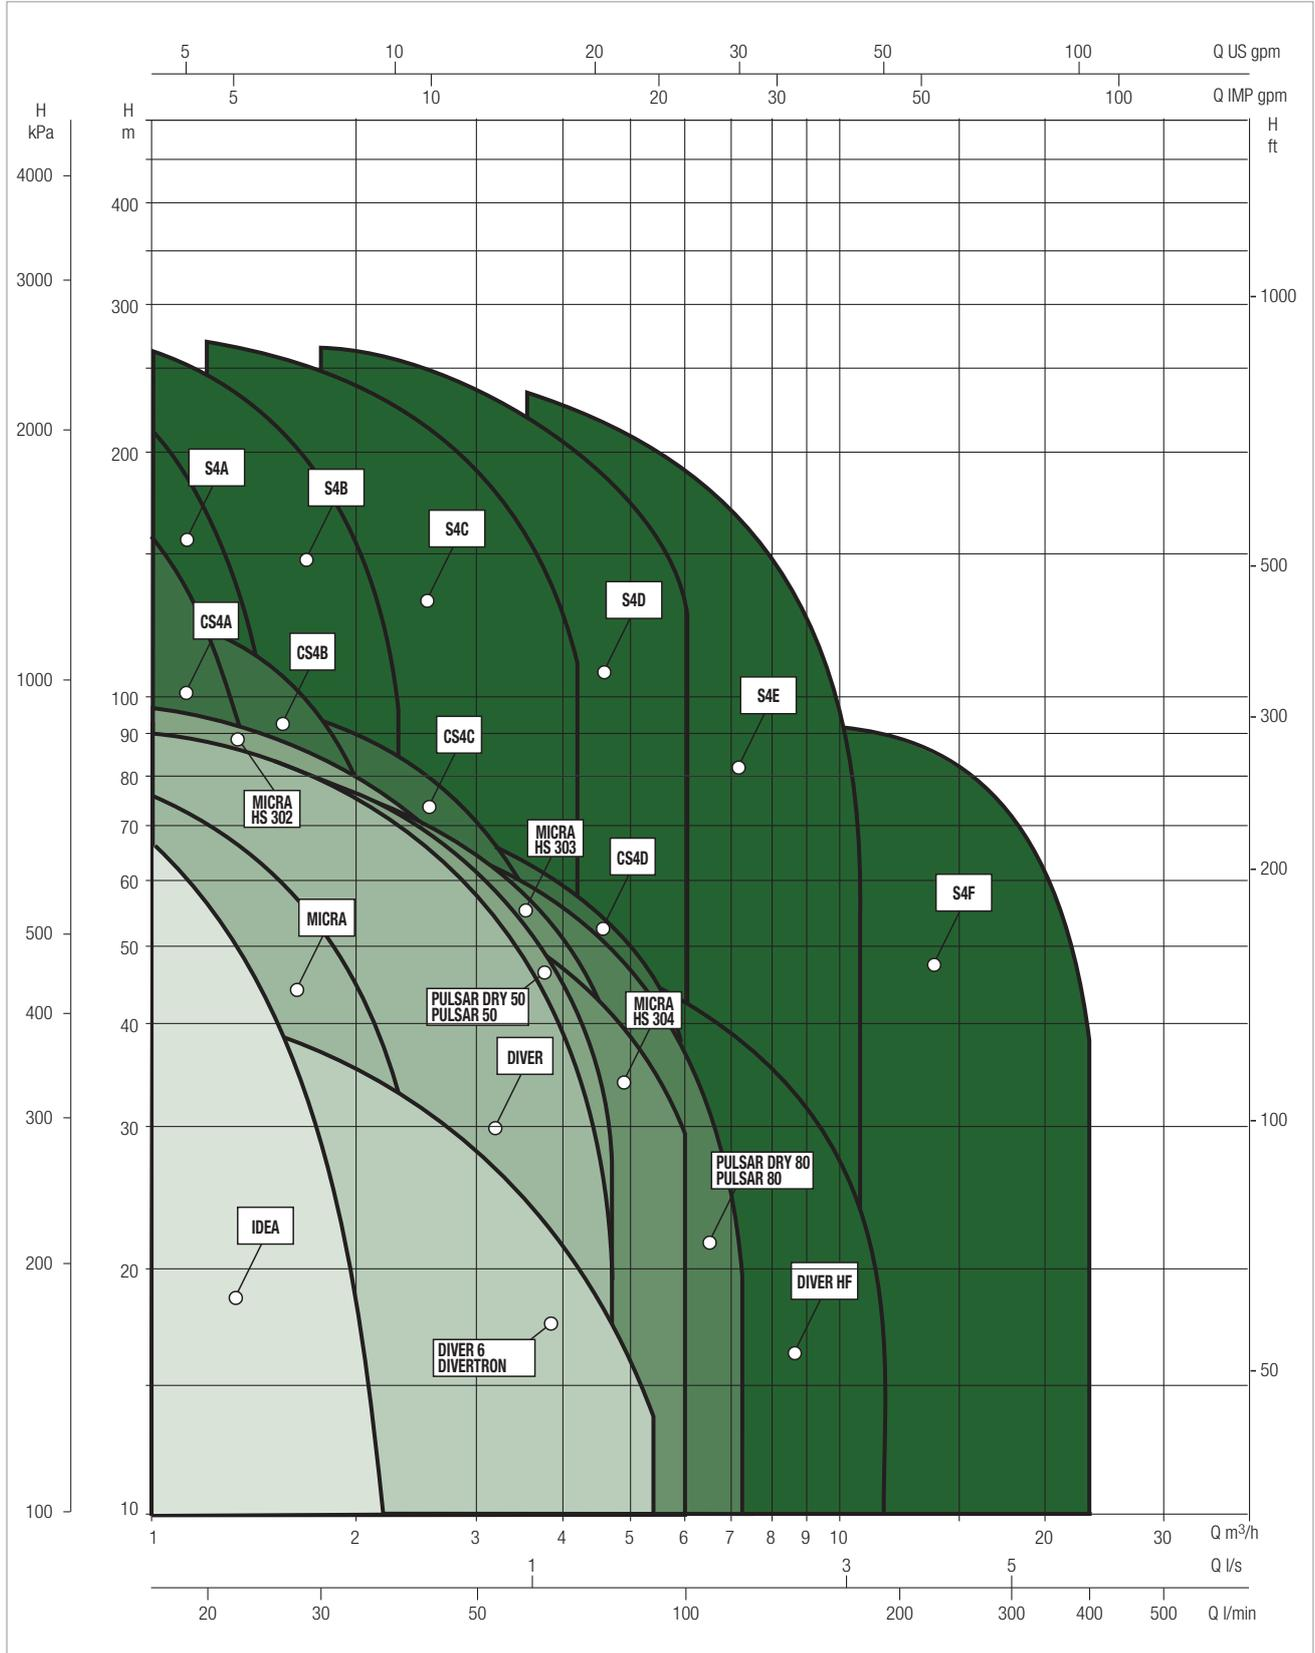 5 10 20 30 50 100 Q US gpm
5 10 20 30 50 100 Q IMP gpm
H
kPa
H
m
H
ft
4000
400
3000
300
1000
2000
200
S4A
S4B
S4C
500
S4D
CS4A
CS4B
1000
100
S4E
300
90
CS4C
80
MICRA
HS 302
70
MICRA
HS 303
CS4D
200
60
S4F
MICRA
500
50
PULSAR DRY 50
PULSAR 50
MICRA
HS 304
400
40
DIVER
300
30
100
PULSAR DRY 80
PULSAR 80
IDEA
200
20
DIVER HF
DIVER 6
DIVERTRON
50
100
10
1 2 3 4 5 6 7 8 9 10 20 30 Q m³/h
1 3 5 Q l/s
20 30 50 100 200 300 400 500 Q l/min